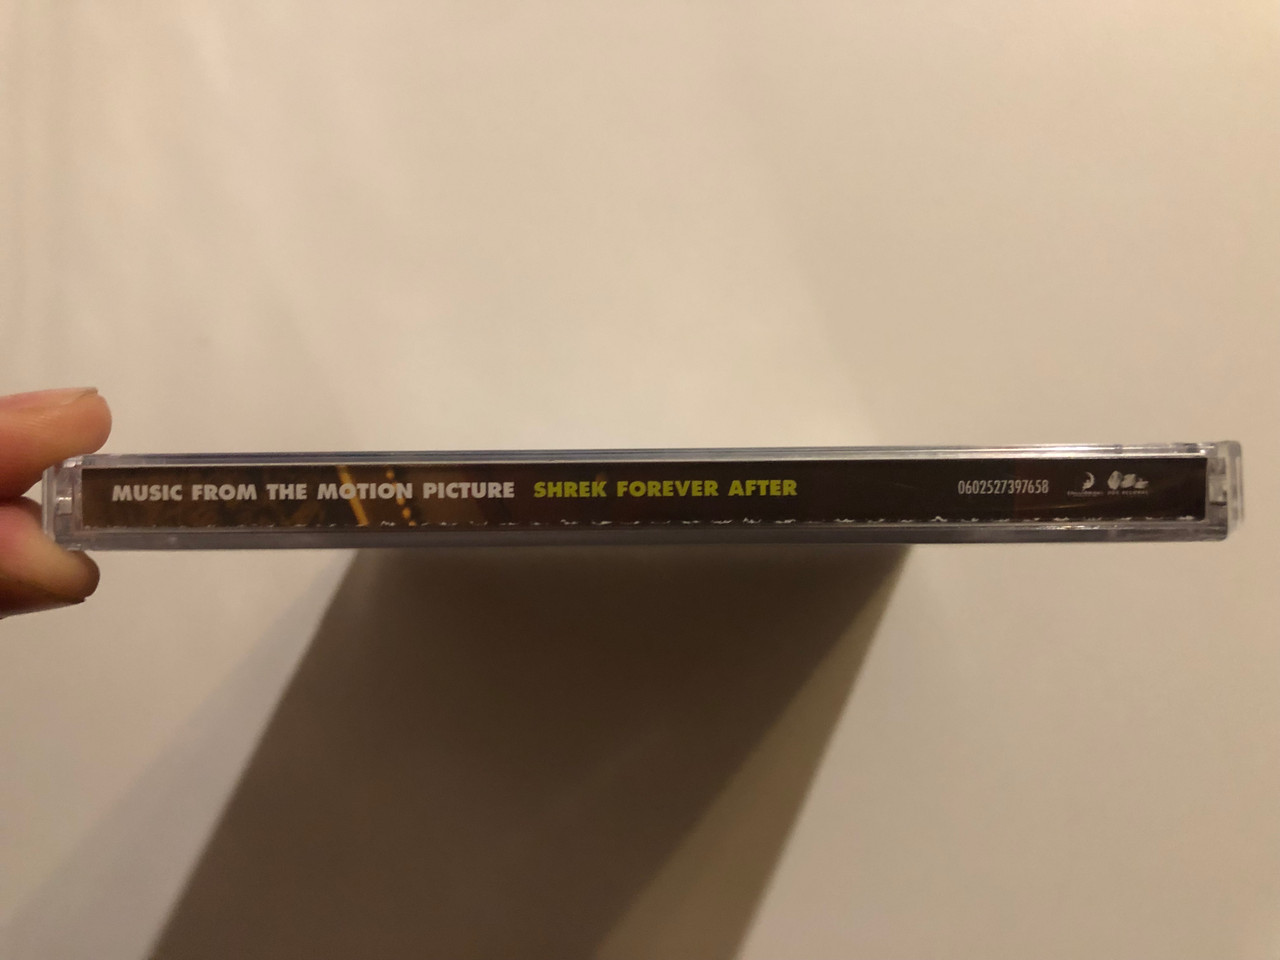 MUSIC FROM THE MOTION PICTURE SHREK FOREVER AFTER 0602527397658